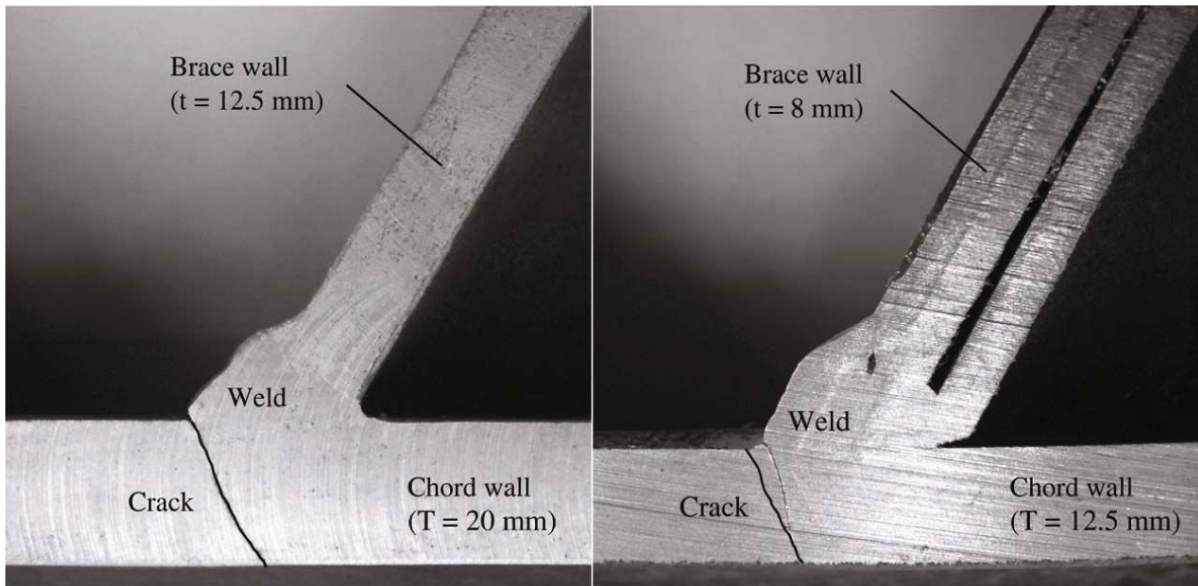 Brace wall
(t = 12.5 mm)
Weld
Crack
Chord wall
(T = 20 mm)
Brace wall
(t = 8 mm)
Weld
Crack
Chord wall
(T = 12.5 mm)